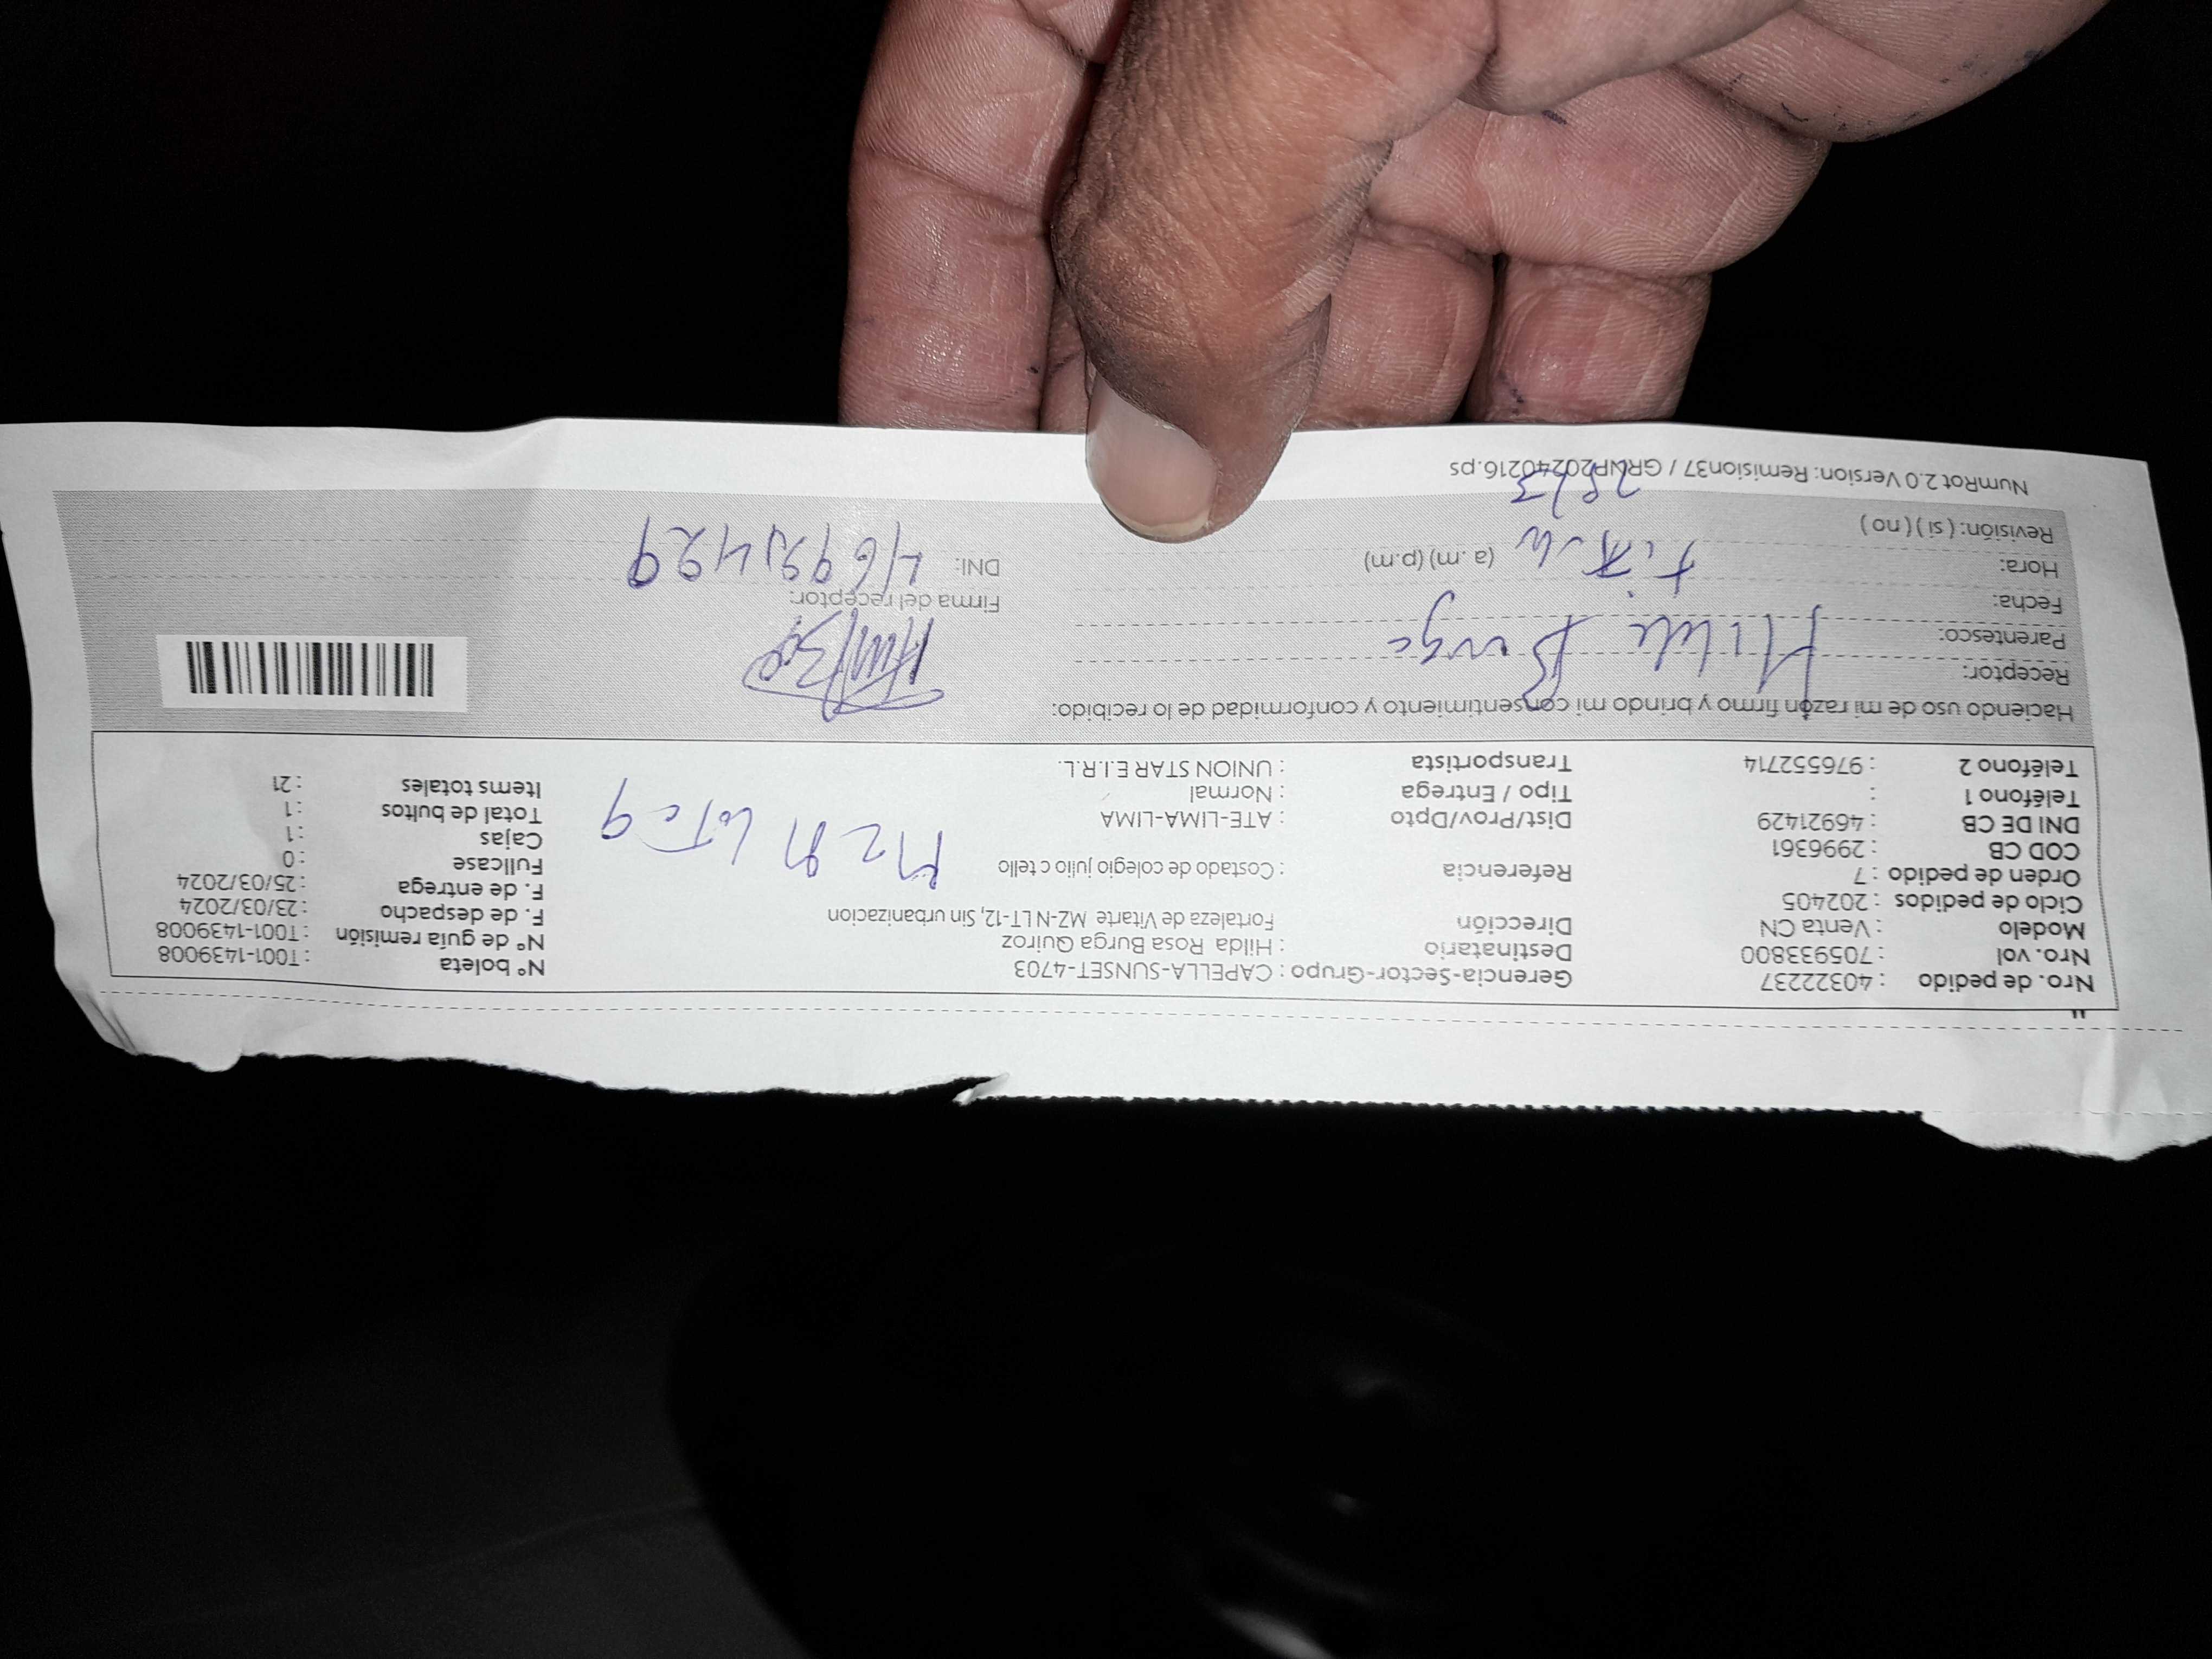 Nro. de pedido : 40322237
Nro. vol : 705933800
Modelo : Venta CN
Ciclo de pedidos : 202405
Orden de pedido : 7
COD CB : 2996361
DNI DE CB : 46921429
Teléfono 1 :
Teléfono 2 : 976552714
Gerencia-Sector-Grupo : CAPELLA-SUNSET-4703
Destinatario : Hilda Rosa Burga Quiroz
Dirección Fortaleza de Vitarte MZ-N LT-12, Sin urbanizacion
Referencia : Costado de colegio julio c tello
Dist/Prov/Dpto : ATE-LIMA-LIMA
Tipo / Entrega : Normal
Transportista : UNION STAR E.I.R.L.
N° boleta : T001-1439008
N° de guía remisión : T001-1439008
F. de despacho : 23/03/2024
F. de entrega : 25/03/2024
Fullcase : 0
Cajas : 1
Total de bultos : 1
Items totales : 21
Haciendo uso de mi razón firmo y brindo mi consentimiento y conformidad de lo recibido:
Receptor:
Parentesco:
Fecha:
Hora: (a. m) (p.m)
Revisión: ( si ) ( no )
Firma del receptor:
DNI:
NumRot 2.0 Version: Remision37 / GRNP20240216.ps